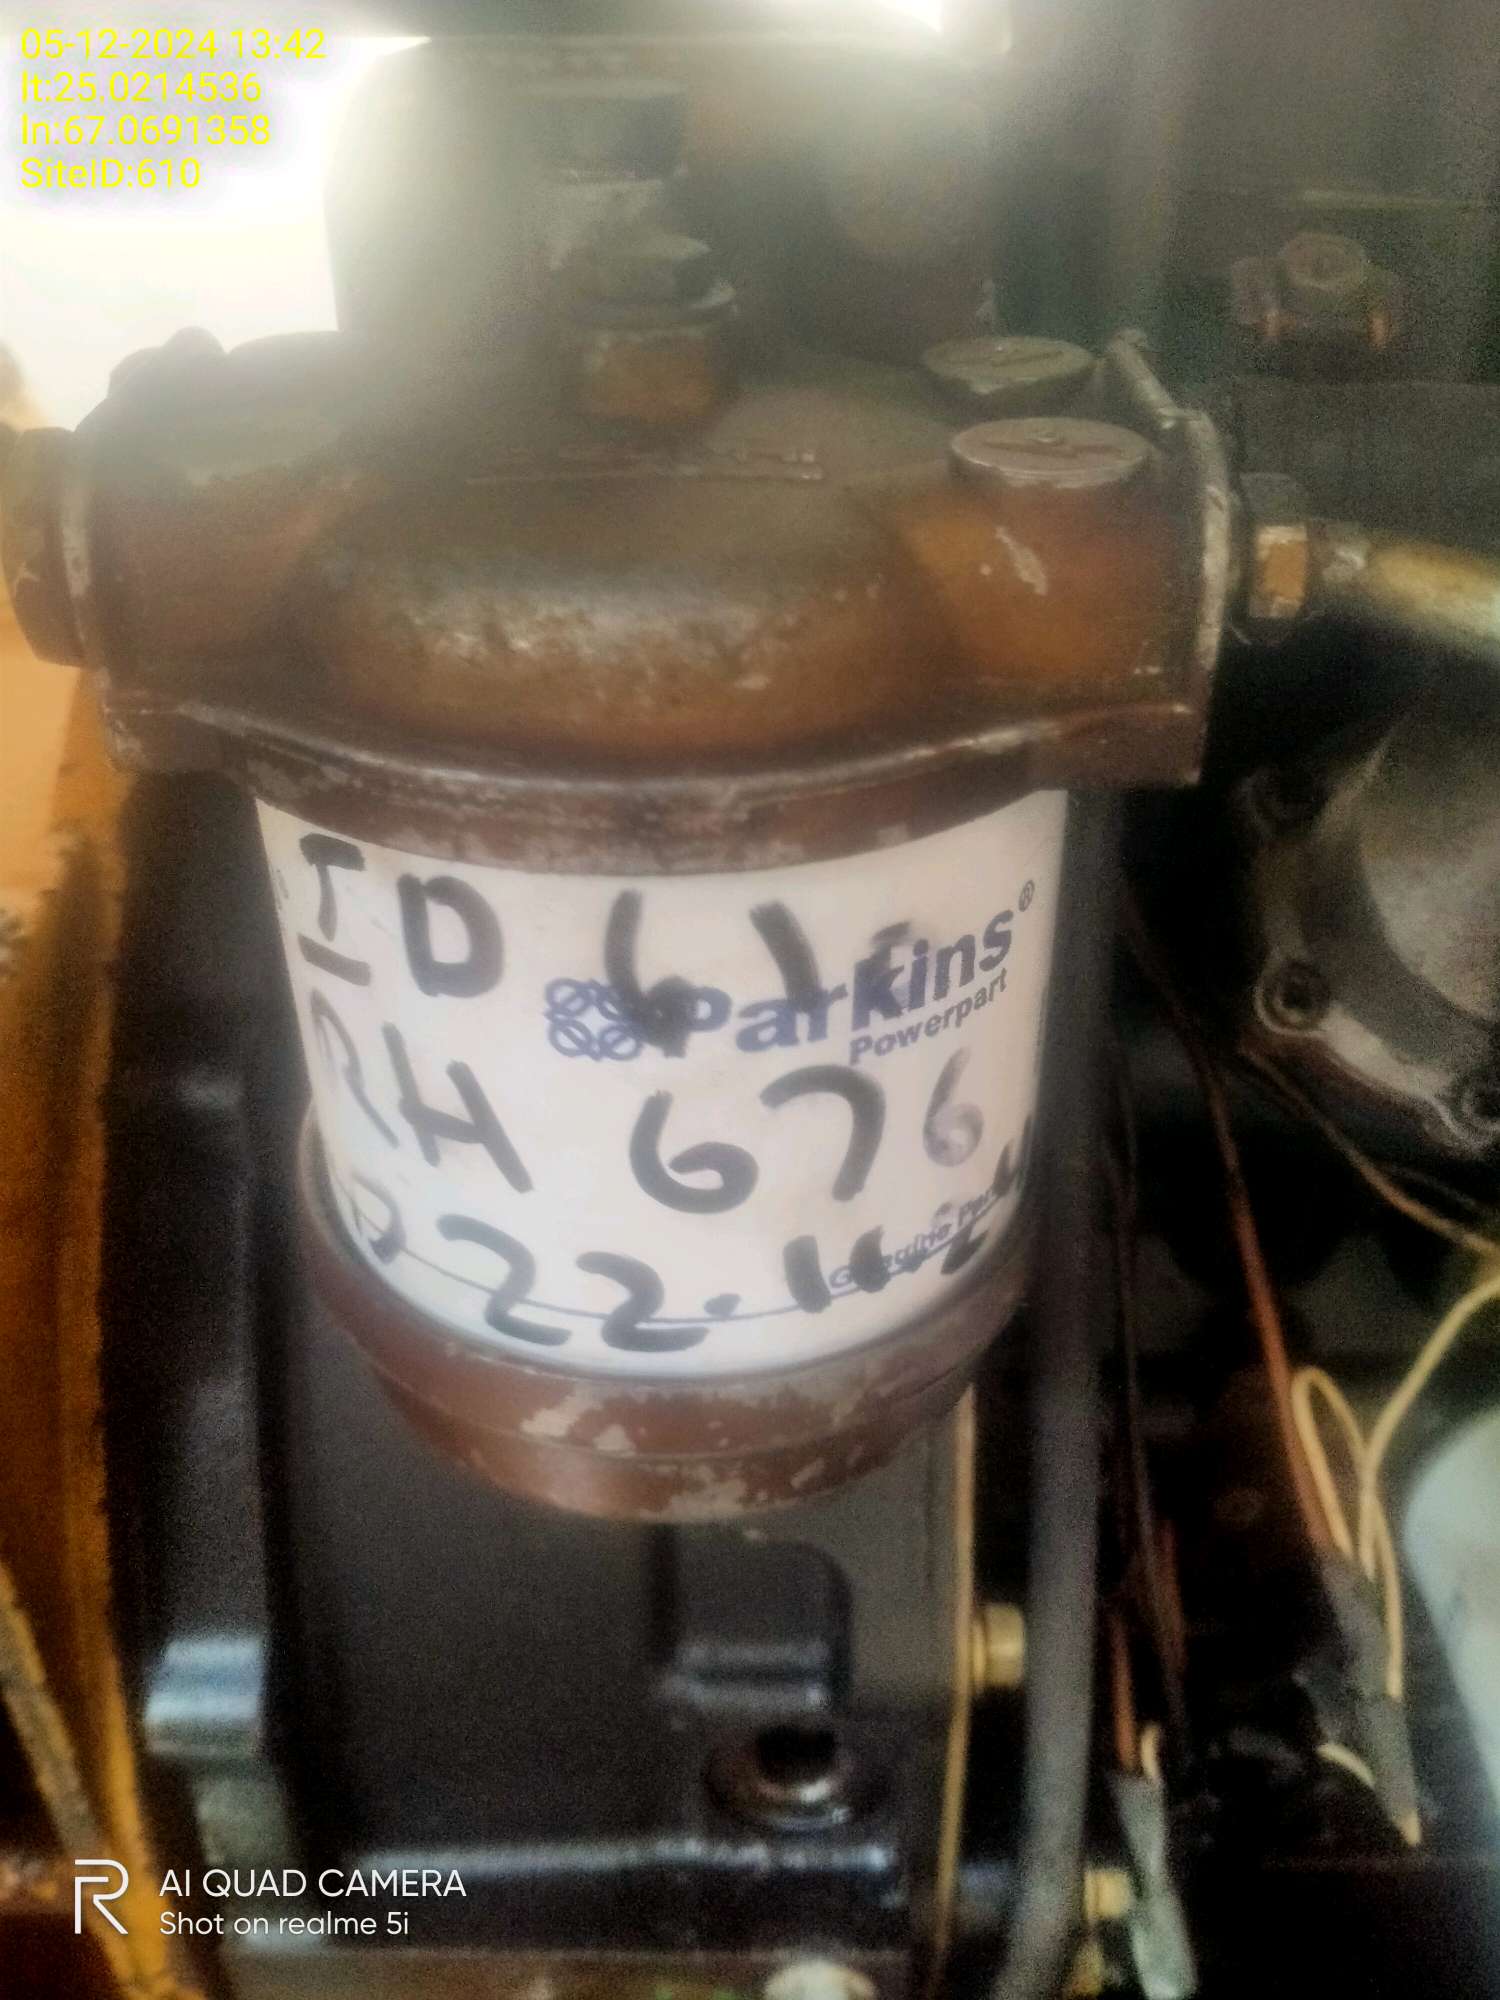 05-12-2024 13:42
lt:25.0214536
ln:67.0691358
SiteID:610
ID 61
Parkins®
Powerpart
RH 676
D 22.11.
Genuine
AI QUAD CAMERA
Shot on realme 5i